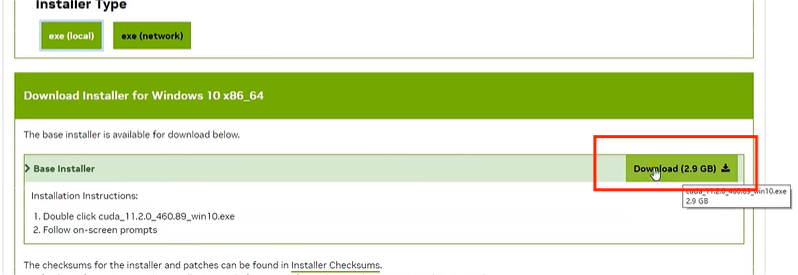 Installer Type
exe (local)
exe (network)
Download Installer for Windows 10 x86_64
The base installer is available for download below.
Base Installer
Download (2.9 GB)
cuda_11.2.0_460.89_win10.exe
2.9 GB
Installation Instructions:
1. Double click cuda_11.2.0_460.89_win10.exe
2. Follow on-screen prompts
The checksums for the installer and patches can be found in Installer Checksums.